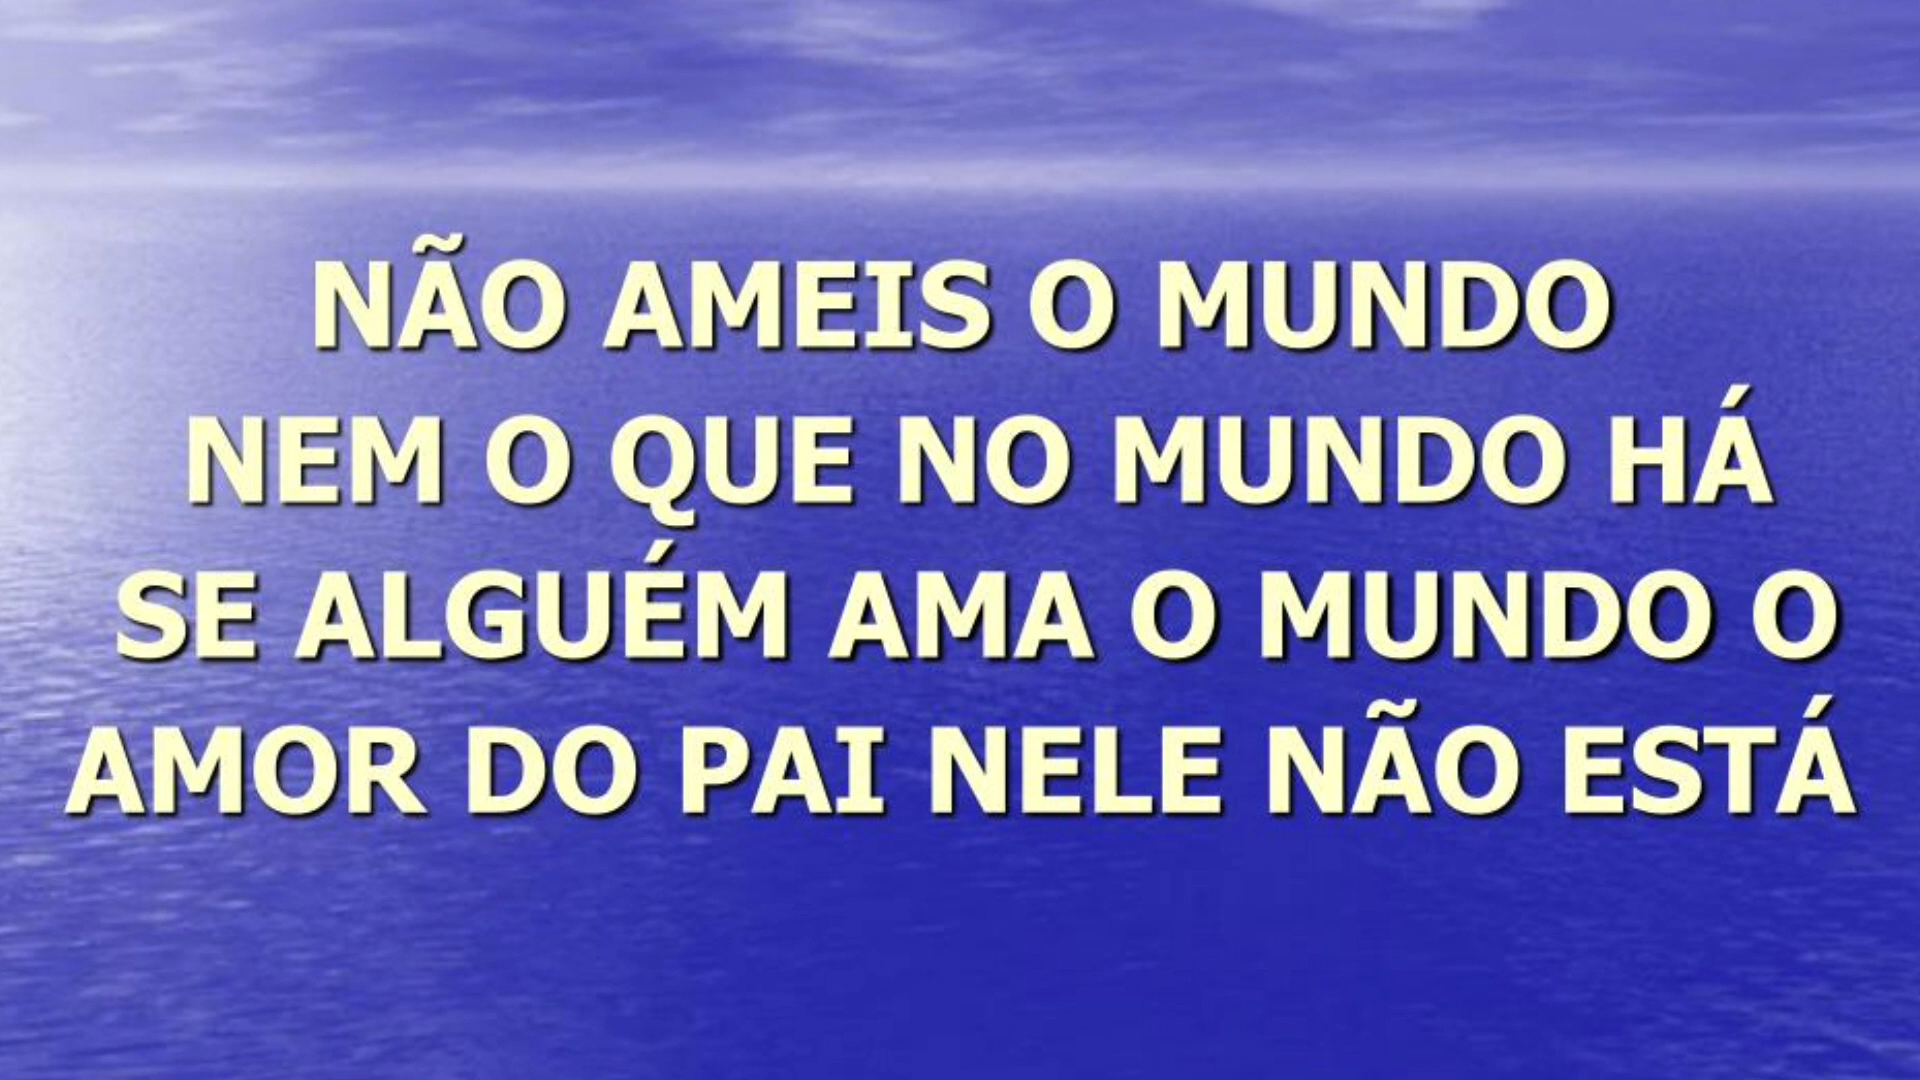 NÃO AMEIS O MUNDO
NEM O QUE NO MUNDO HÁ
SE ALGUÉM AMA O MUNDO O
AMOR DO PAI NELE NÃO ESTÁ